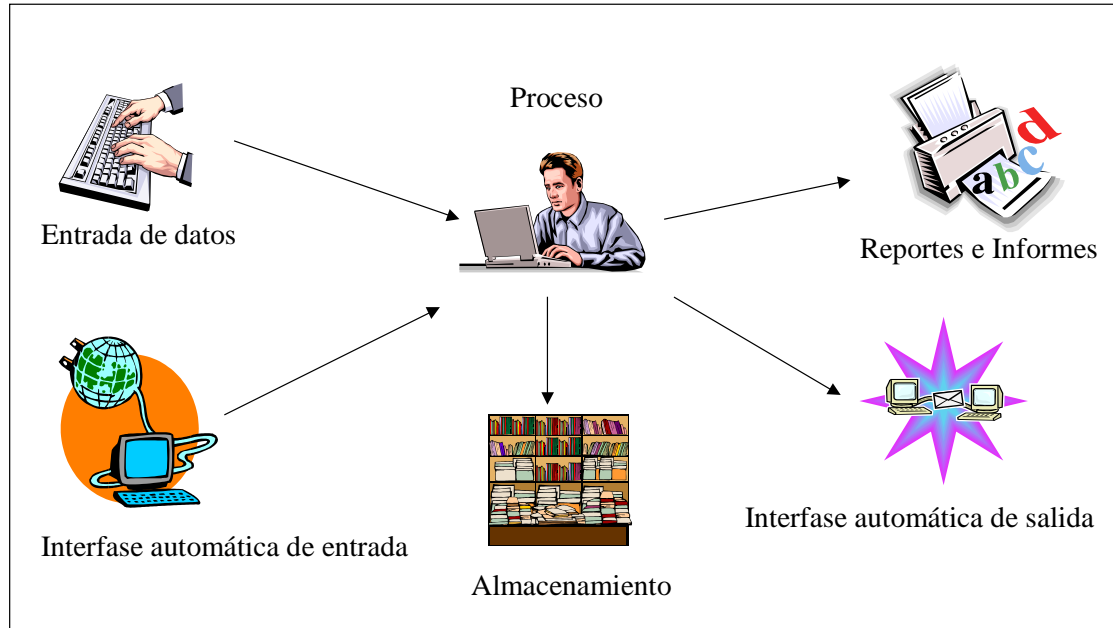 Proceso
Entrada de datos
abcd
Reportes e Informes
Interfase automática de entrada
Interfase automática de salida
Almacenamiento